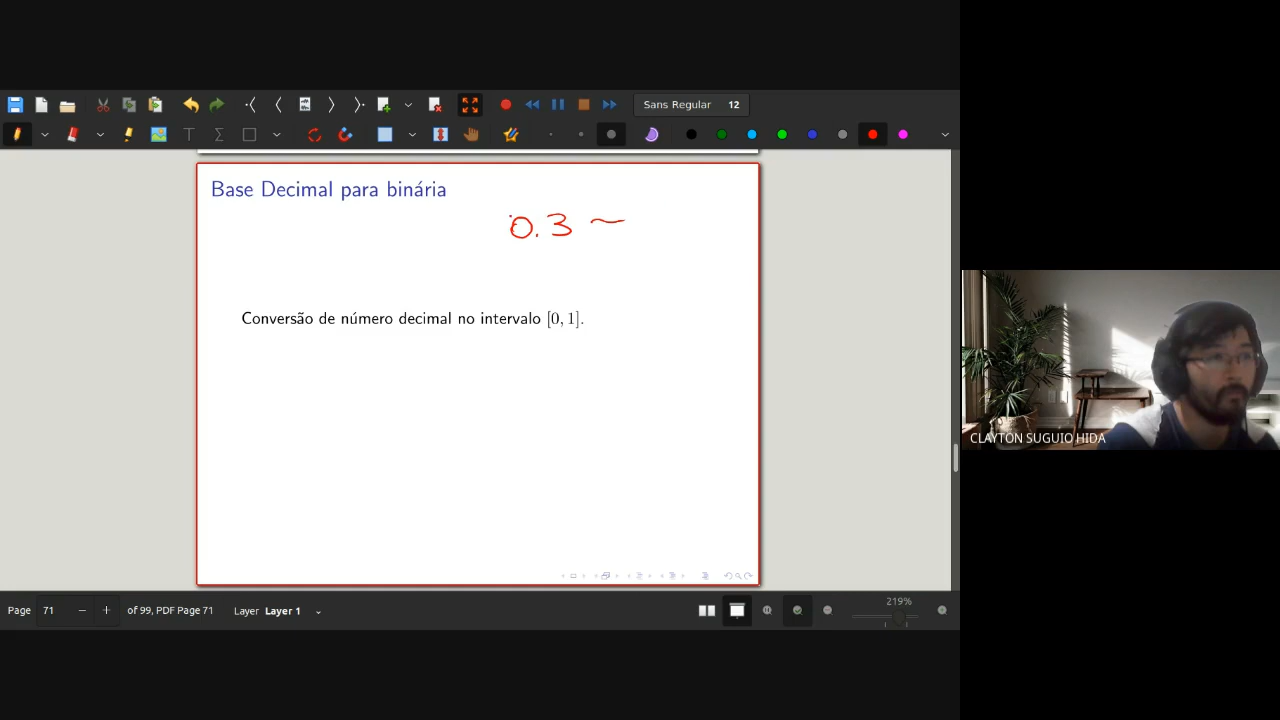 Sans Regular 12
Base Decimal para binária
0.3 ~
Conversão de número decimal no intervalo [0, 1].
CLAYTON SUGUIO HIDA
Page 71 of 99, PDF Page 71 Layer Layer 1 219%